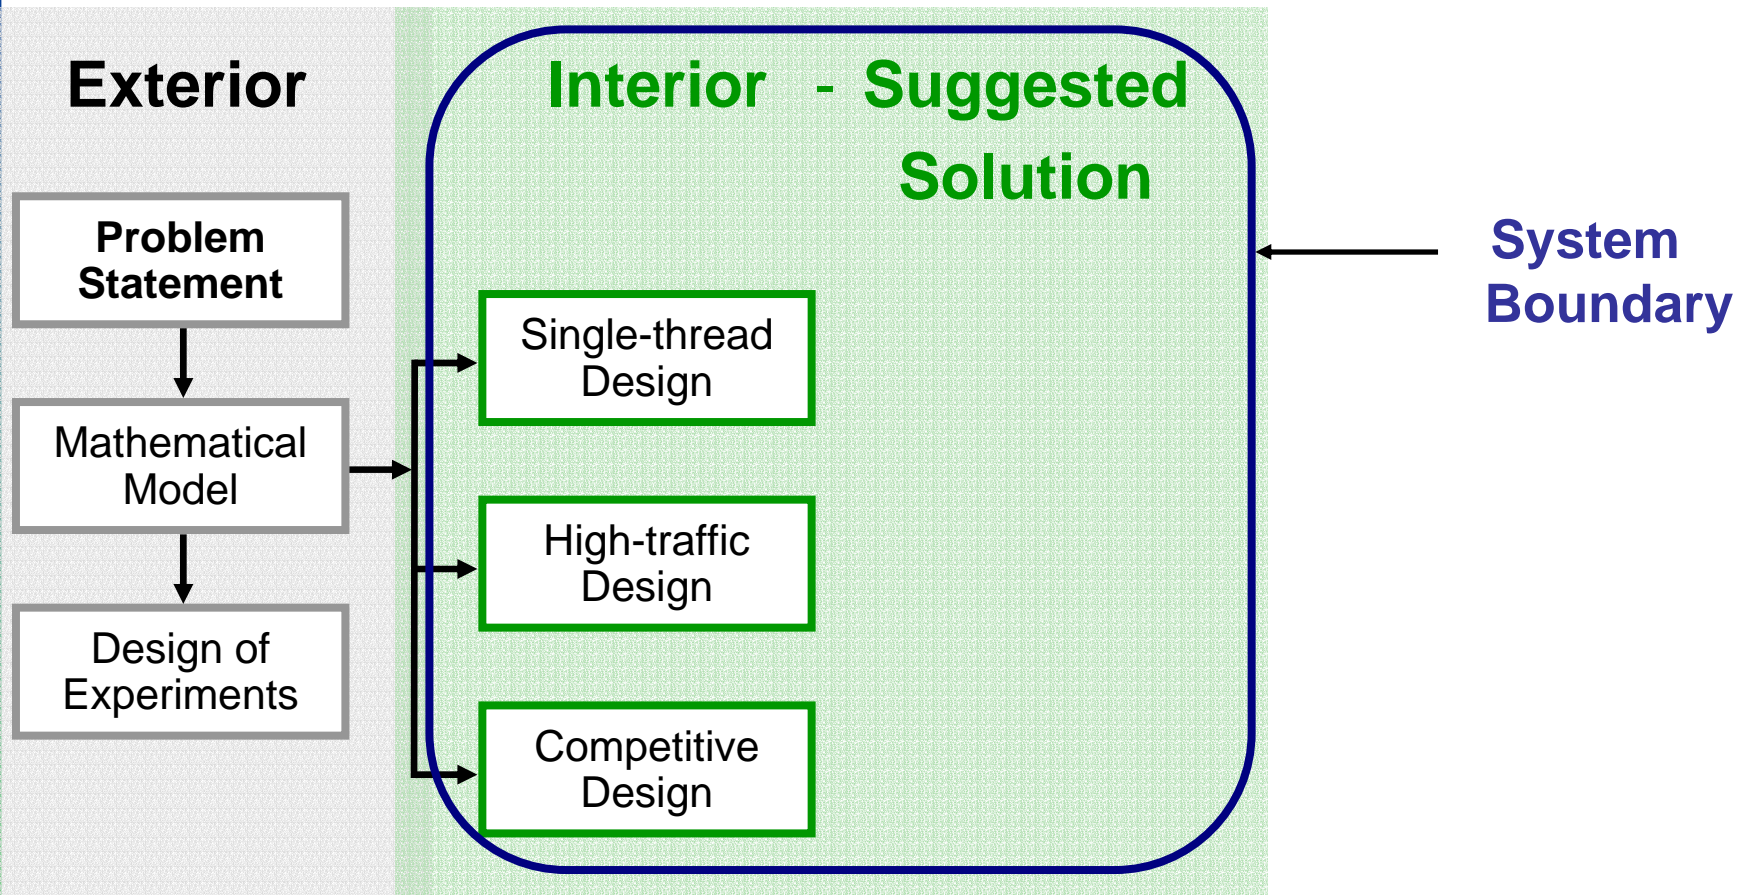 Exterior
Interior - Suggested
Solution
Problem
Statement
Mathematical
Model
Design of
Experiments
Single-thread
Design
High-traffic
Design
Competitive
Design
System
Boundary